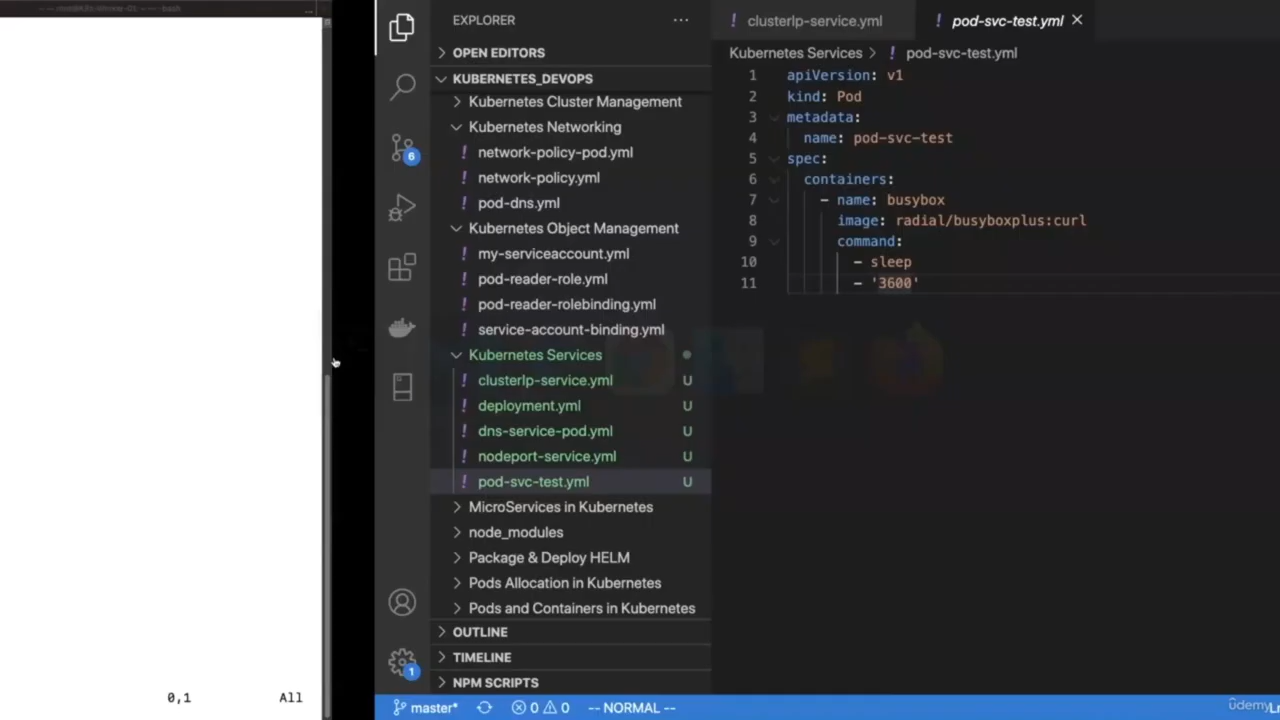 EXPLORER
OPEN EDITORS
KUBERNETES_DEVOPS
Kubernetes Cluster Management
Kubernetes Networking
! network-policy-pod.yml
! network-policy.yml
! pod-dns.yml
Kubernetes Object Management
! my-serviceaccount.yml
! pod-reader-role.yml
! pod-reader-rolebinding.yml
! service-account-binding.yml
Kubernetes Services
! clusterIp-service.yml U
! deployment.yml U
! dns-service-pod.yml U
! nodeport-service.yml U
! pod-svc-test.yml U
MicroServices in Kubernetes
node_modules
Package & Deploy HELM
Pods Allocation in Kubernetes
Pods and Containers in Kubernetes
OUTLINE
TIMELINE
NPM SCRIPTS
6
1
! clusterIp-service.yml
! pod-svc-test.yml
Kubernetes Services > ! pod-svc-test.yml
1 apiVersion: v1
2 kind: Pod
3 metadata:
4 name: pod-svc-test
5 spec:
6 containers:
7 - name: busybox
8 image: radial/busyboxplus:curl
9 command:
10 - sleep
11 - '3600'
0,1 All
master* 0 0 -- NORMAL --
udemy